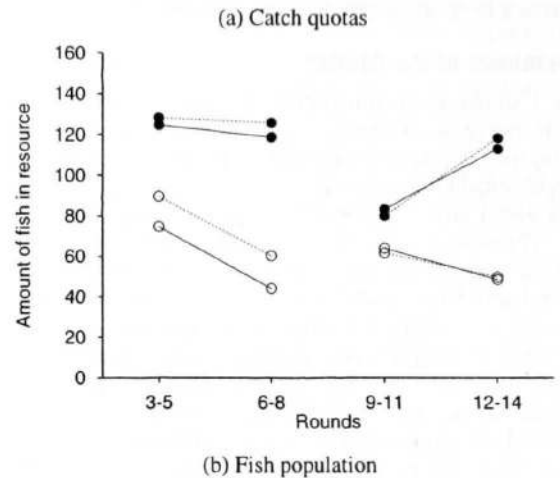 (a) Catch quotas
160
140
120
100
80
60
40
20
0
Amount of fish in resource
3-5 6-8 9-11 12-14
Rounds
(b) Fish population